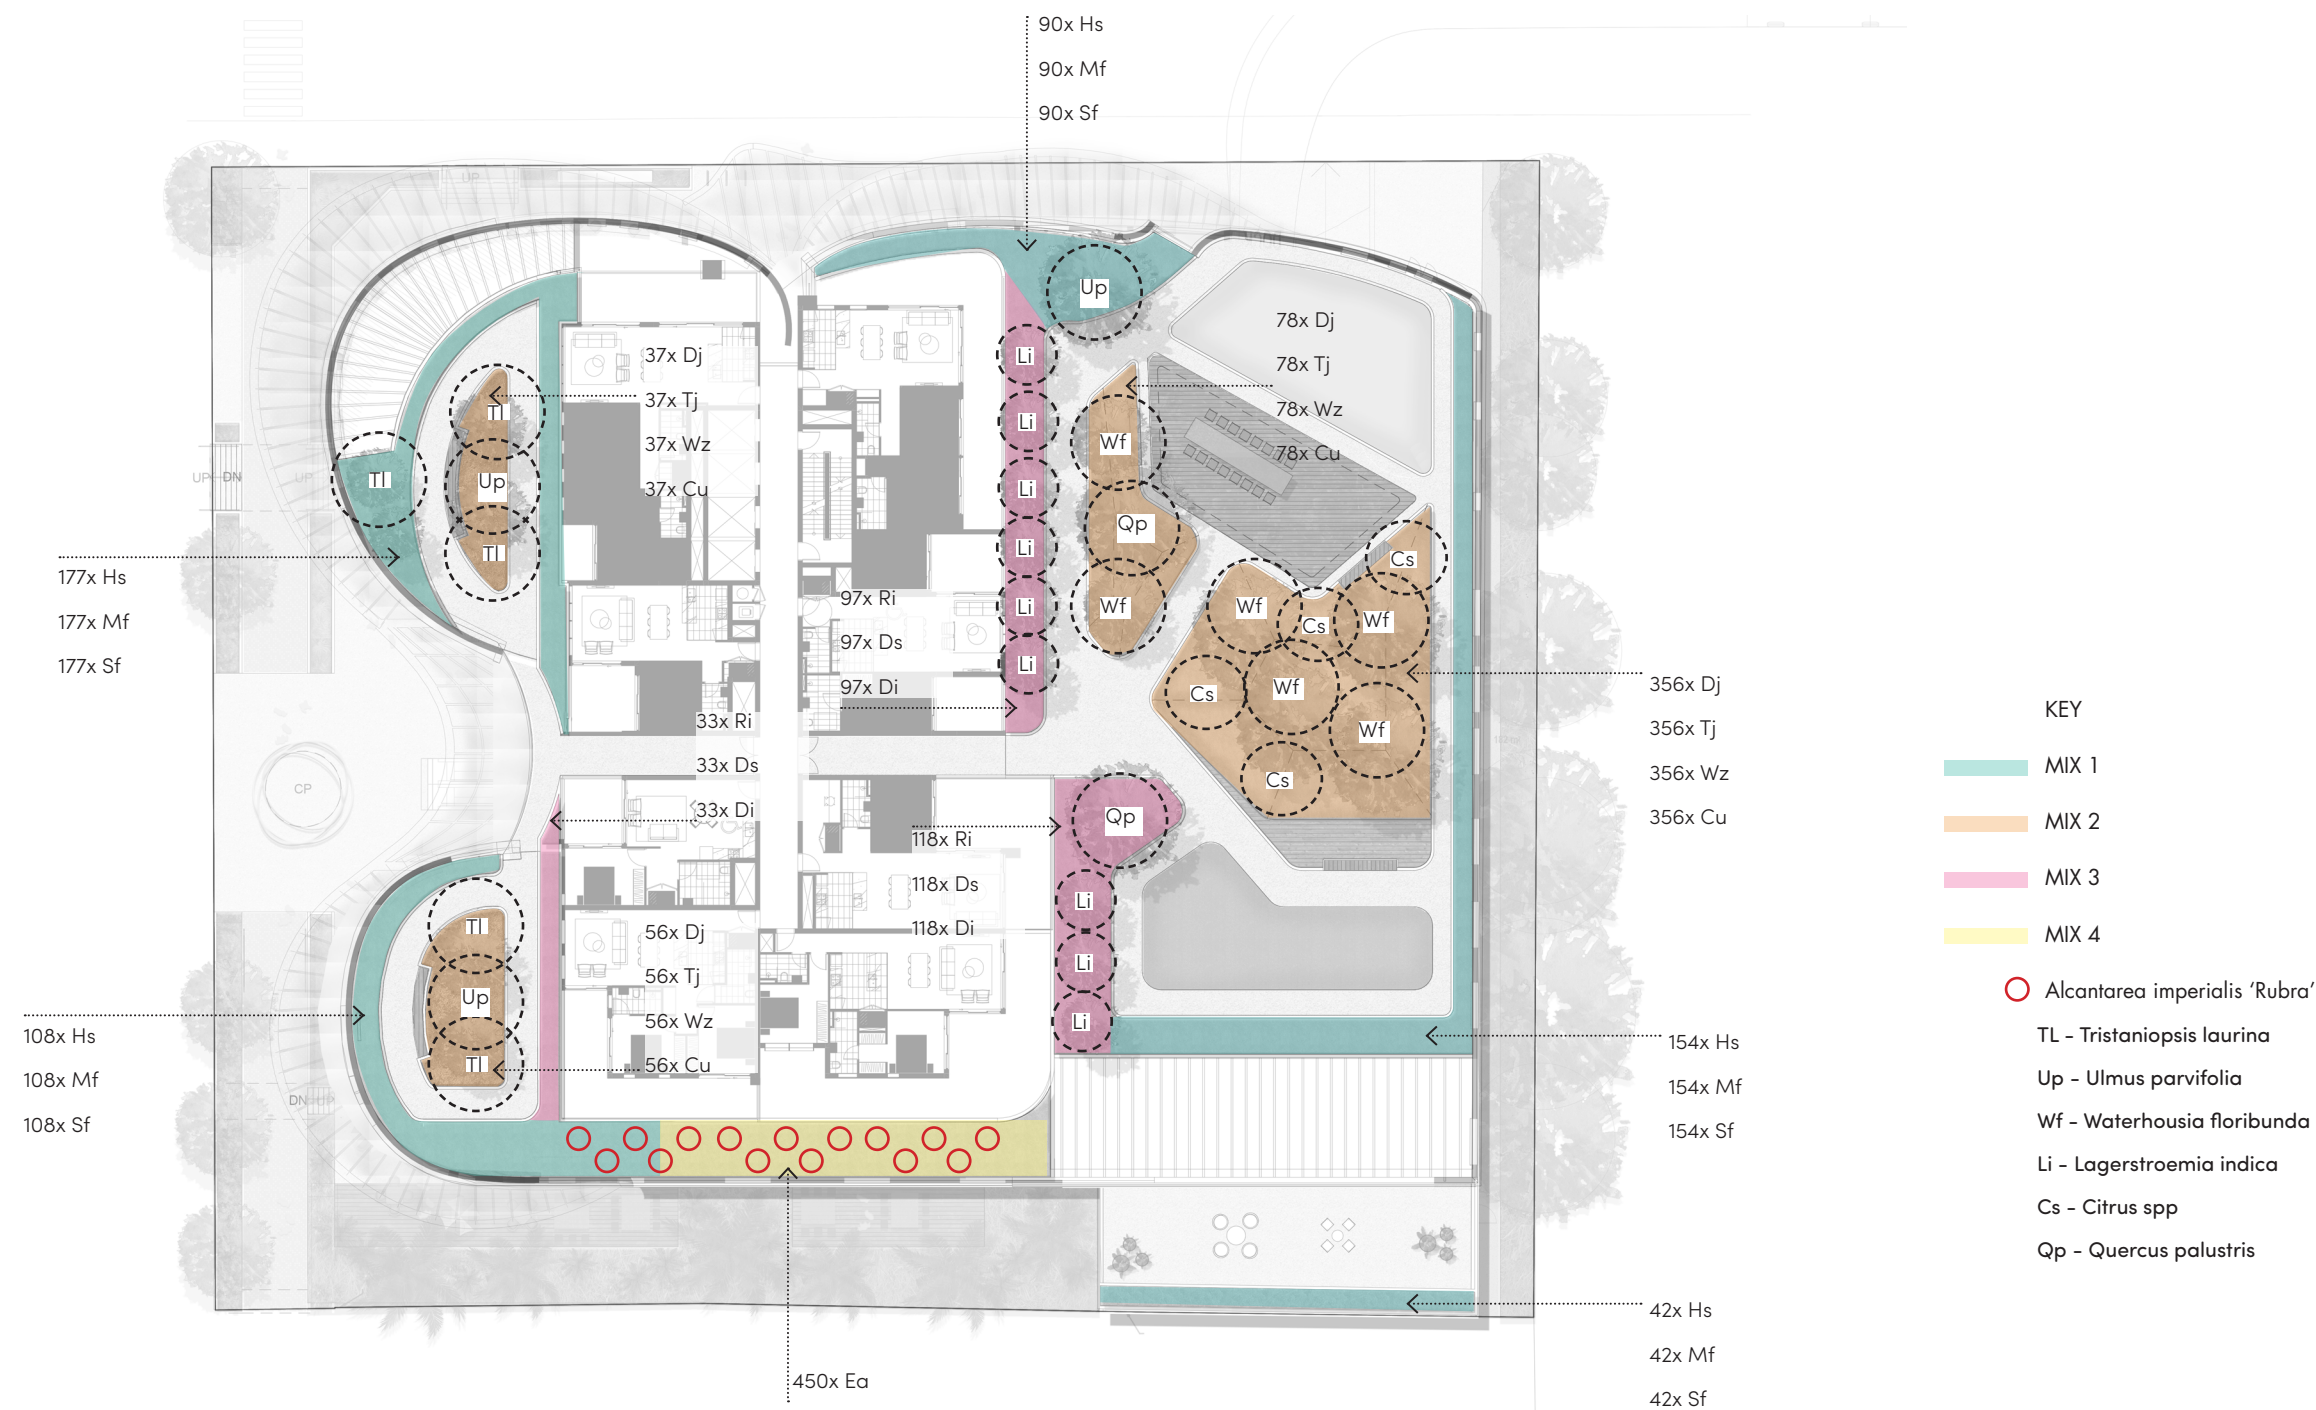 90x Hs
90x Mf
90x Sf
UP
Up
78x Dj
78x Tj
78x Wz
78x Cu
37x Dj
37x Tj
37x Wz
37x Cu
Li
Li
Li
Li
Li
Li
Tl
Up
Tl
Tl
UP
DN
UP
Wf
Qp
Wf
Cs
Wf
Cs
Wf
Cs
Wf
Wf
Cs
177x Hs
177x Mf
177x Sf
97x Ri
97x Ds
97x Di
33x Ri
33x Ds
33x Di
356x Dj
356x Tj
356x Wz
356x Cu
CP
Qp
118x Ri
118x Ds
118x Di
Li
Li
Li
Tl
Up
Tl
56x Dj
56x Tj
56x Wz
56x Cu
108x Hs
108x Mf
108x Sf
DN
UP
154x Hs
154x Mf
154x Sf
42x Hs
42x Mf
42x Sf
450x Ea
KEY
MIX 1
MIX 2
MIX 3
MIX 4
Alcantarea imperialis ‘Rubra’
TL - Tristaniopsis laurina
Up - Ulmus parvifolia
Wf - Waterhousia floribunda
Li - Lagerstroemia indica
Cs - Citrus spp
Qp - Quercus palustris